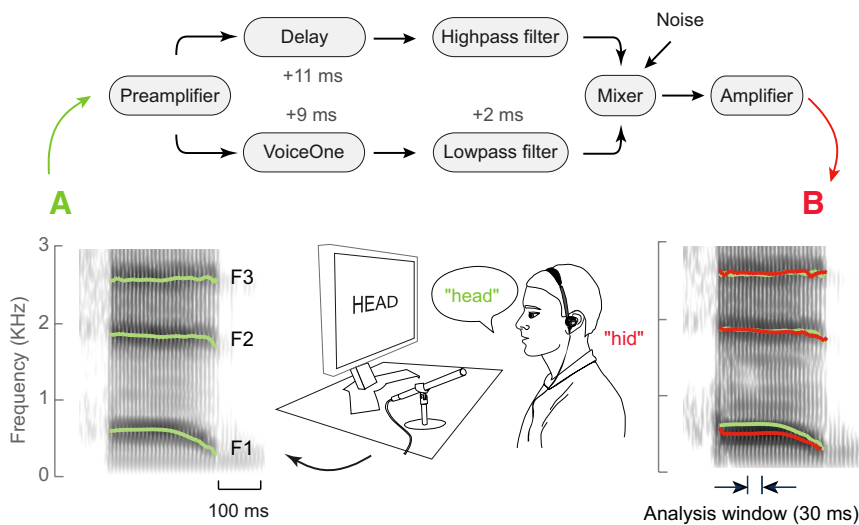 Delay
Highpass filter
Noise
+11 ms
Preamplifier
Mixer
Amplifier
+9 ms
+2 ms
VoiceOne
Lowpass filter
A
B
3
2
1
0
Frequency (KHz)
F3
F2
F1
100 ms
HEAD
"head"
"hid"
Analysis window (30 ms)